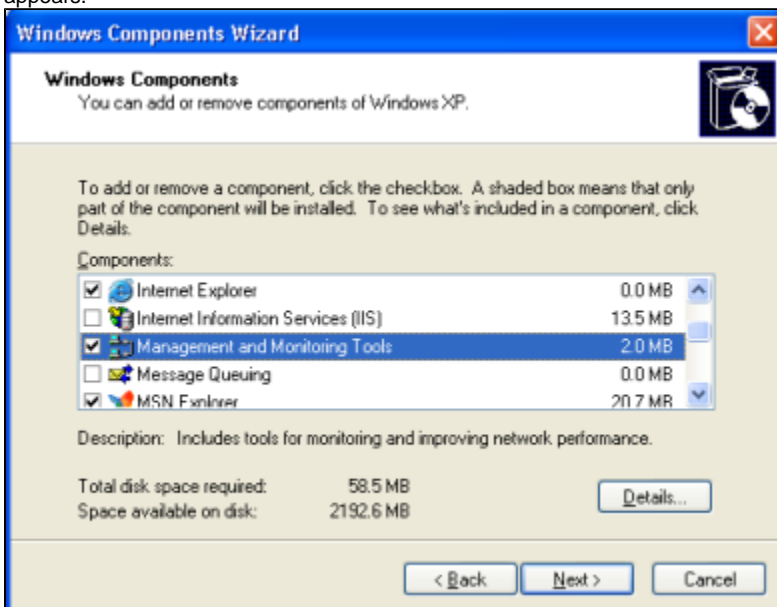 appears.
Windows Components Wizard
Windows Components
You can add or remove components of Windows XP.
To add or remove a component, click the checkbox. A shaded box means that only
part of the component will be installed. To see what's included in a component, click
Details.
Components:
Internet Explorer 0.0 MB
Internet Information Services (IIS) 13.5 MB
Management and Monitoring Tools 2.0 MB
Message Queuing 0.0 MB
MSN Explorer 20.7 MB
Description: Includes tools for monitoring and improving network performance.
Total disk space required: 58.5 MB
Space available on disk: 2192.6 MB
Details...
< Back Next > Cancel